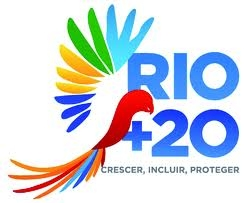 RIO
+20
CRESCER, INCLUIR, PROTEGER